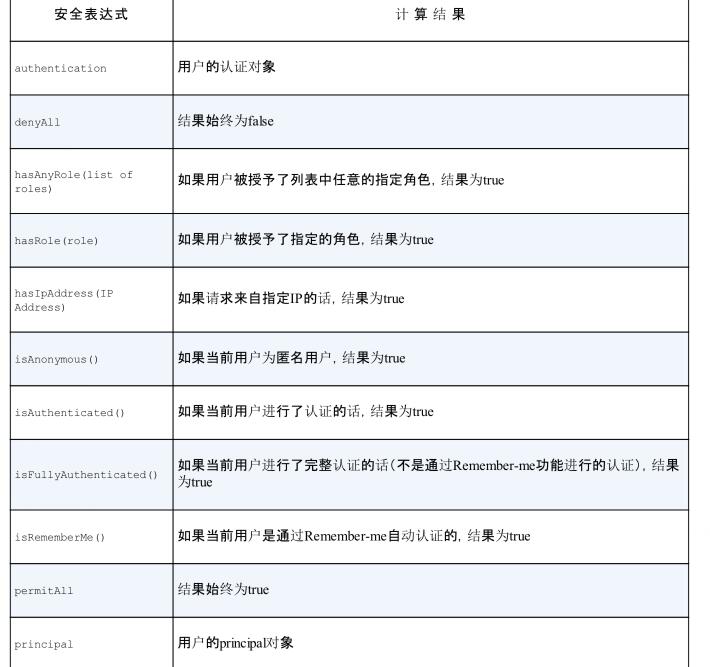 安全表达式
计 算 结 果
authentication
用户的认证对象
denyAll
结果始终为false
hasAnyRole(list of
roles)
如果用户被授予了列表中任意的指定角色，结果为true
hasRole(role)
如果用户被授予了指定的角色，结果为true
hasIpAddress(IP
Address)
如果请求来自指定IP的话，结果为true
isAnonymous()
如果当前用户为匿名用户，结果为true
isAuthenticated()
如果当前用户进行了认证的话，结果为true
isFullyAuthenticated()
如果当前用户进行了完整认证的话（不是通过Remember-me功能进行的认证），结果
为true
isRememberMe()
如果当前用户是通过Remember-me自动认证的，结果为true
permitAll
结果始终为true
principal
用户的principal对象